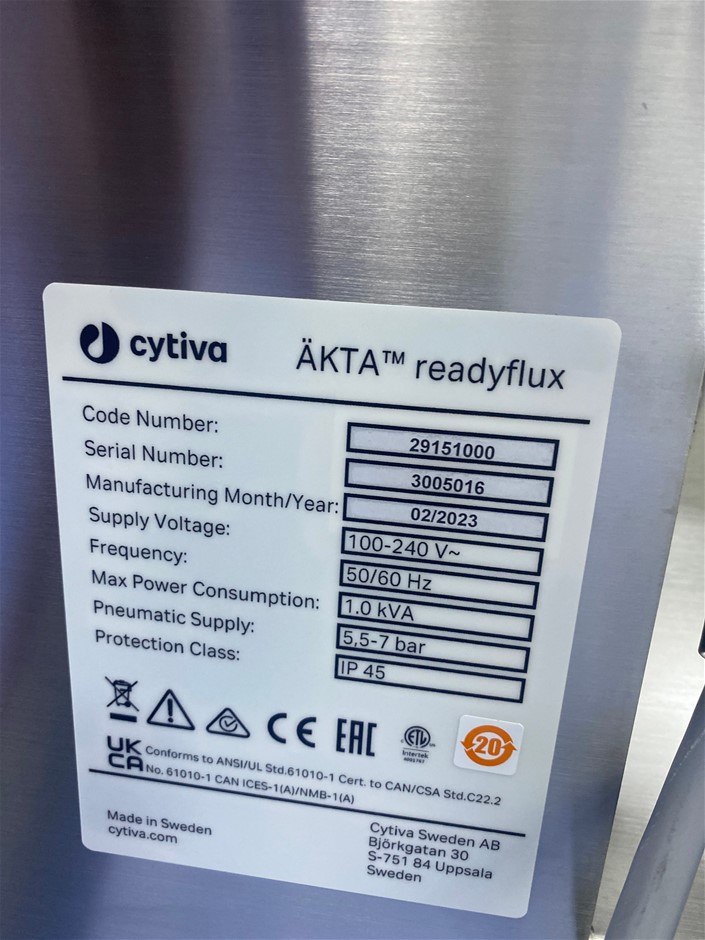 cytiva ÄKTA™ readyflux
Code Number: 29151000
Serial Number: 3005016
Manufacturing Month/Year: 02/2023
Supply Voltage: 100-240 V~
Frequency: 50/60 Hz
Max Power Consumption: 1.0 kVA
Pneumatic Supply: 5,5-7 bar
Protection Class: IP 45
CE EAC ETL
Intertek
20
UK
CA
Conforms to ANSI/UL Std.61010-1 Cert. to CAN/CSA Std.C22.2
No. 61010-1 CAN ICES-1(A)/NMB-1(A)
Made in Sweden
cytiva.com
Cytiva Sweden AB
Björkgatan 30
S-751 84 Uppsala
Sweden